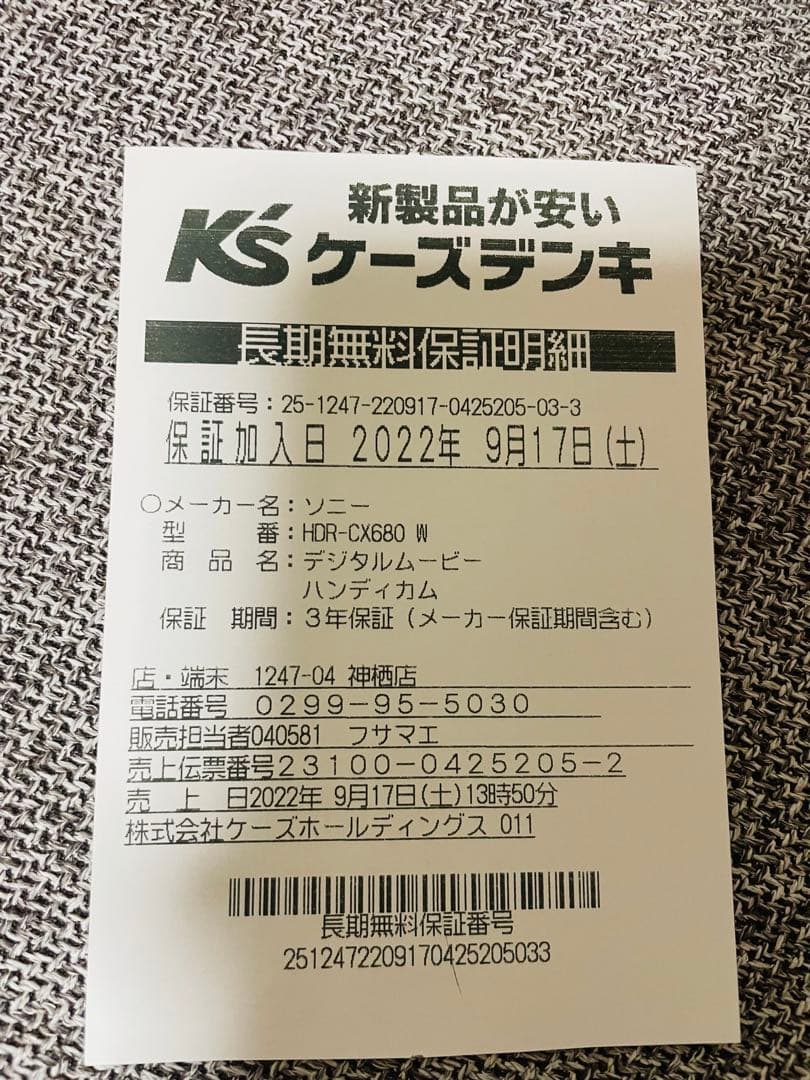 新製品が安い
K'S ケーズデンキ
長期無料保証明細
保証番号：25-1247-220917-0425205-03-3
保証加入日 2022年 9月17日(土)
○メーカー名：ソニー
型　　番：HDR-CX680 W
商 品 名：デジタルムービー
ハンディカム
保証 期間：３年保証（メーカー保証期間含む）
店・端末 1247-04 神栖店
電話番号 ０２９９－９５－５０３０
販売担当者040581 フサマエ
売上伝票番号２３１００－０４２５２０５－２
売 上 日2022年 9月17日(土)13時50分
株式会社ケーズホールディングス 011
長期無料保証番号
2512472209170425205033